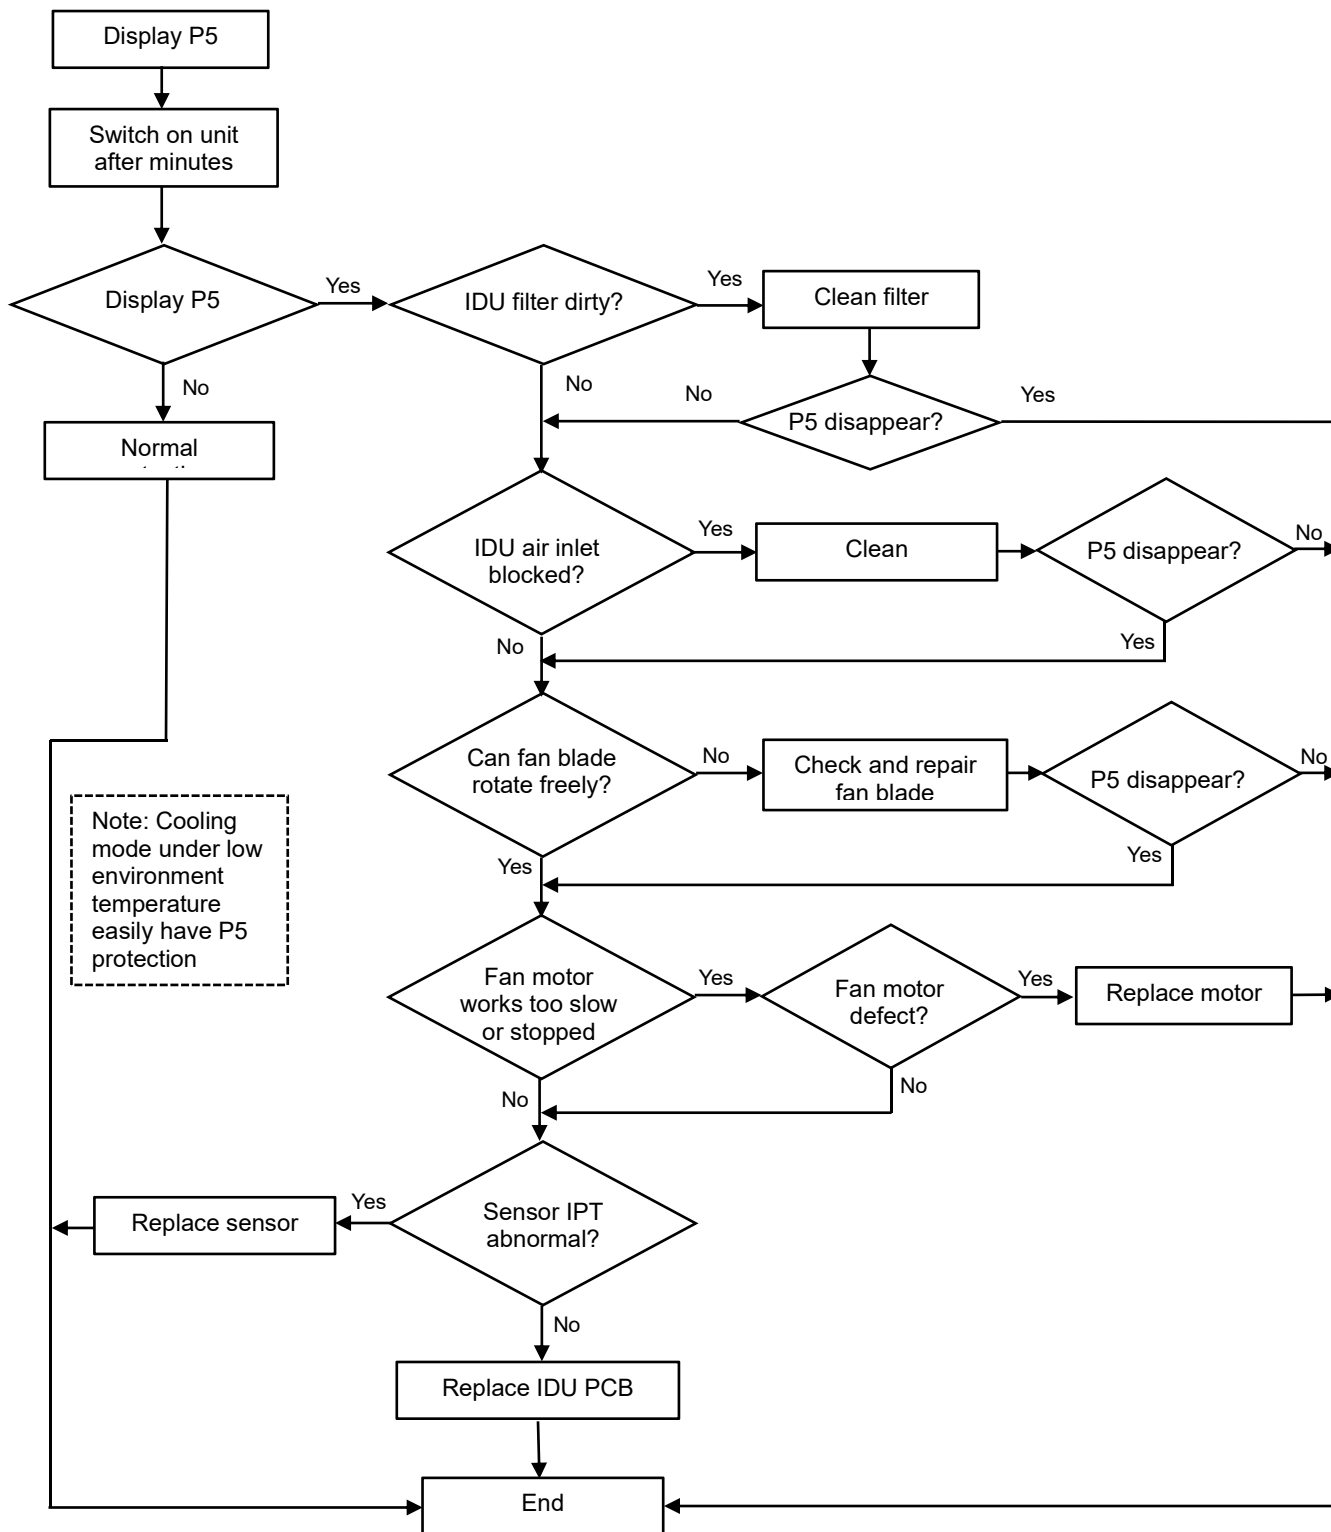 Display P5
Switch on unit
after minutes
Display P5
Yes
IDU filter dirty?
Yes
Clean filter
No
No
No
P5 disappear?
Yes
Normal
IDU air inlet
blocked?
Yes
Clean
P5 disappear?
No
No
Yes
Can fan blade
rotate freely?
No
Check and repair
fan blade
P5 disappear?
No
Yes
Yes
Note: Cooling
mode under low
environment
temperature
easily have P5
protection
Fan motor
works too slow
or stopped
Yes
Fan motor
defect?
Yes
Replace motor
No
No
Replace sensor
Yes
Sensor IPT
abnormal?
No
Replace IDU PCB
End